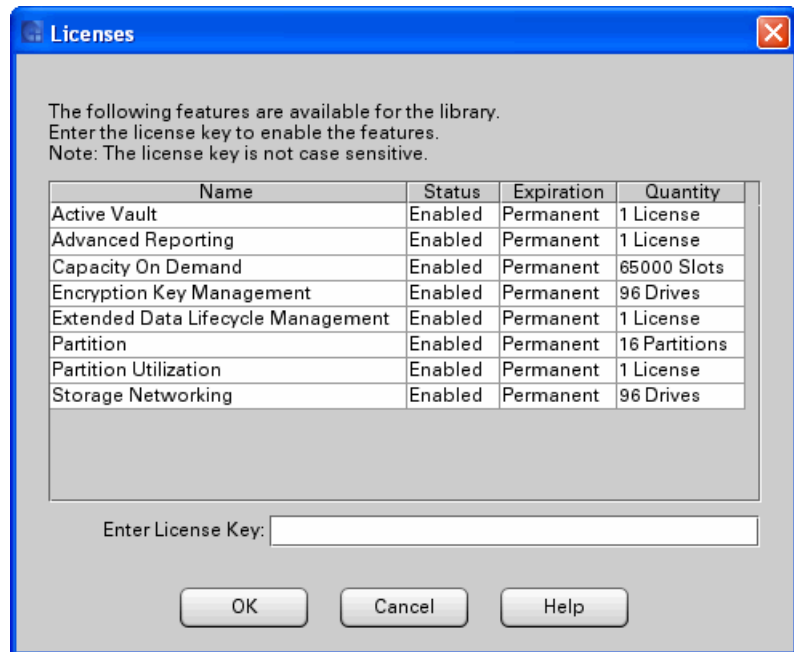 Licenses
The following features are available for the library.
Enter the license key to enable the features.
Note: The license key is not case sensitive.
Name Status Expiration Quantity
Active Vault Enabled Permanent 1 License
Advanced Reporting Enabled Permanent 1 License
Capacity On Demand Enabled Permanent 65000 Slots
Encryption Key Management Enabled Permanent 96 Drives
Extended Data Lifecycle Management Enabled Permanent 1 License
Partition Enabled Permanent 16 Partitions
Partition Utilization Enabled Permanent 1 License
Storage Networking Enabled Permanent 96 Drives
Enter License Key:
OK Cancel Help